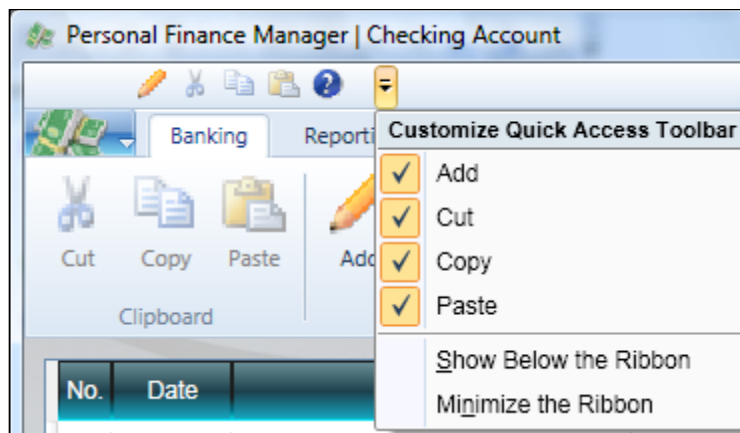 Personal Finance Manager | Checking Account
Banking Reporti
Customize Quick Access Toolbar
Add
Cut
Copy
Paste
Show Below the Ribbon
Minimize the Ribbon
Cut Copy Paste Add
Clipboard
No. Date